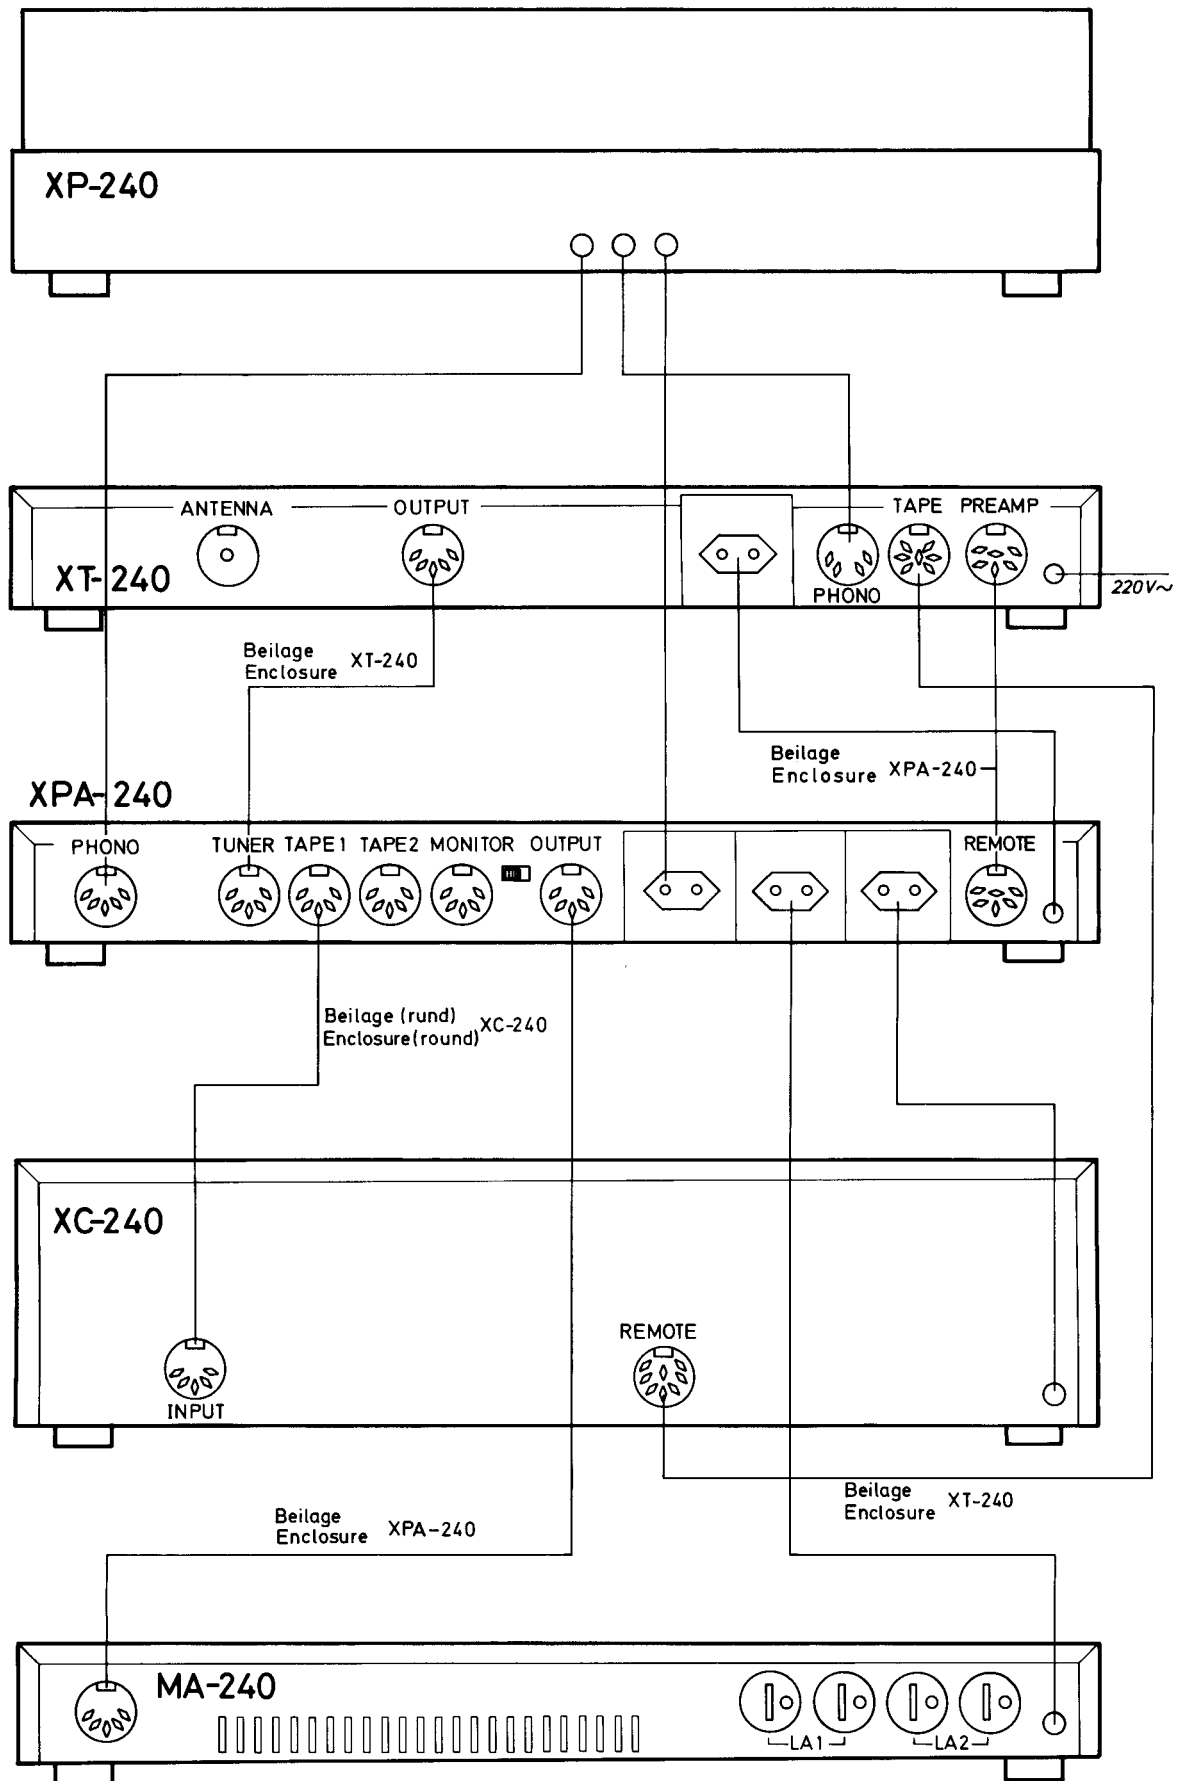 XP-240
ANTENNA
OUTPUT
TAPE
PREAMP
XT-240
PHONO
220V~
Beilage
Enclosure XT-240
Beilage
Enclosure XPA-240
XPA-240
PHONO
TUNER TAPE1 TAPE2 MONITOR OUTPUT
REMOTE
Beilage (rund)
Enclosure (round) XC-240
XC-240
REMOTE
INPUT
Beilage
Enclosure XT-240
Beilage
Enclosure XPA-240
MA-240
LA1
LA2